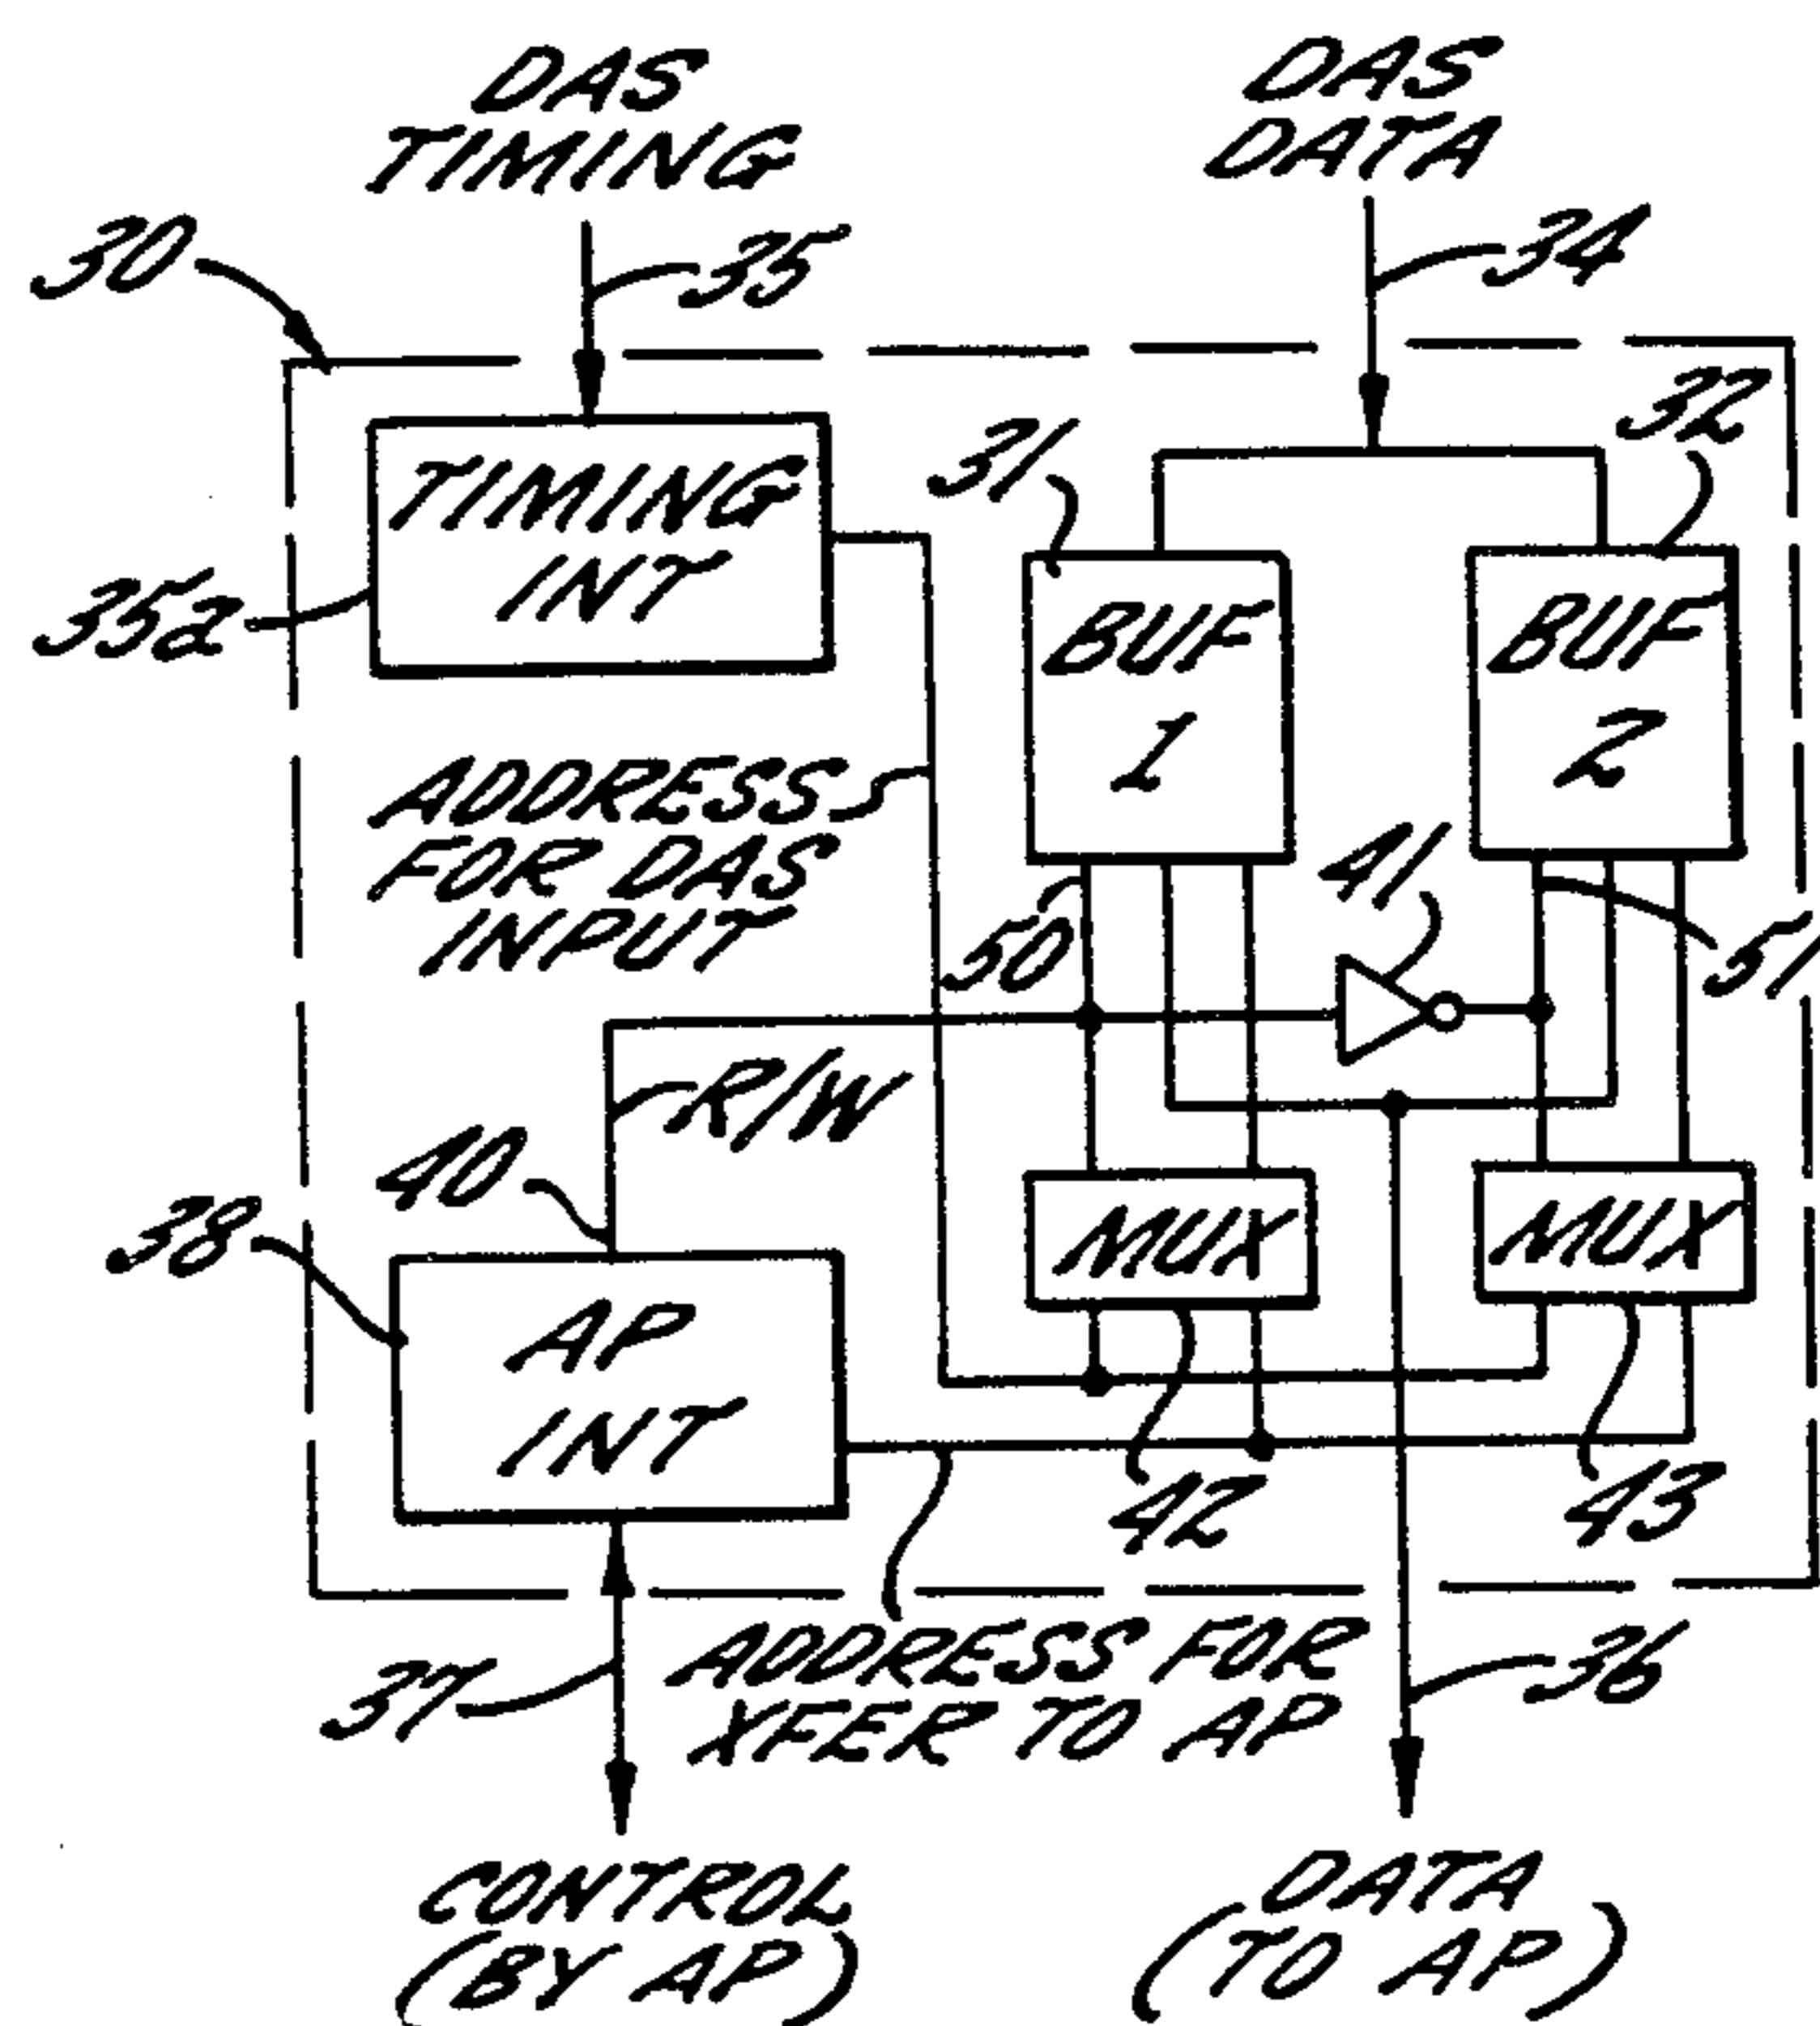 DAS
TIMING
DAS
DATA
30
35
34
32
31
TIMING
INT
35a
BUF
1
BUF
2
ADDRESS
FOR DAS
INPUT
41
50
51
R/W
40
38
MUX
MUX
AP
INT
42
43
37
ADDRESS FOR
XFER TO AP
36
CONTROL
(BY AP)
DATA
(TO AP)